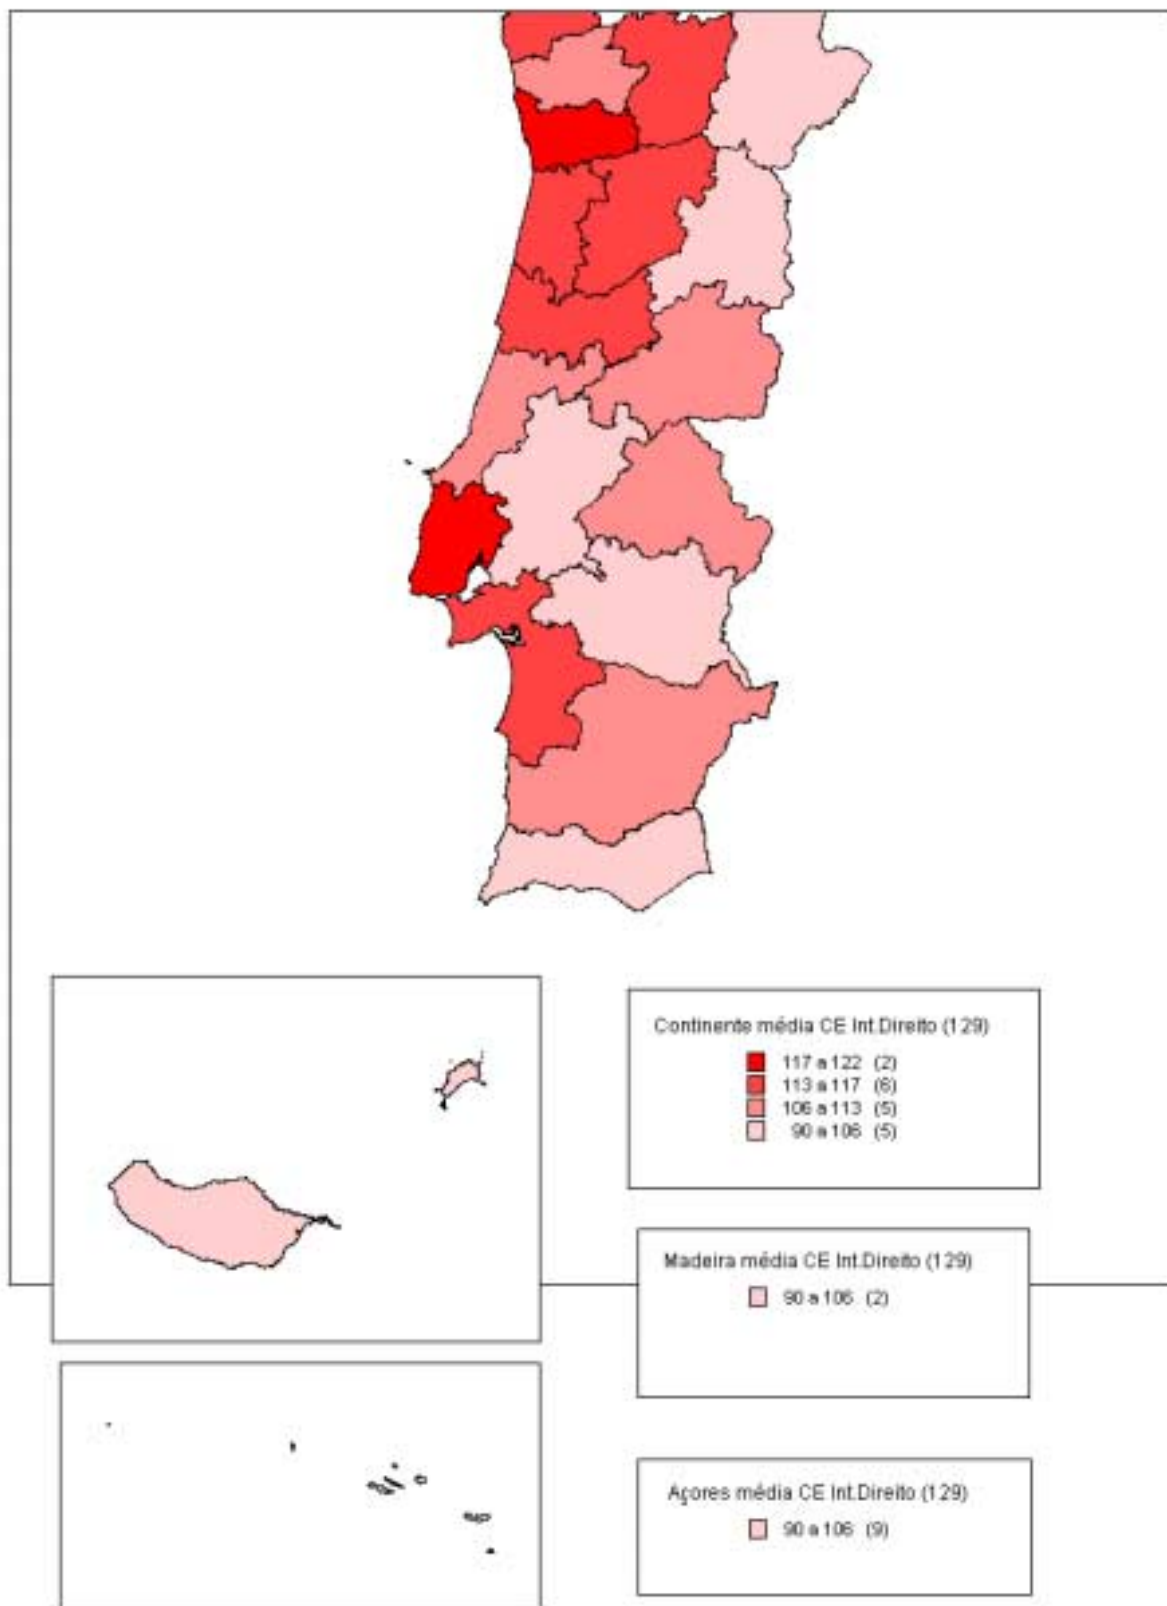 Continente média CE Int.Direito (129)
117 a 122 (2)
113 a 117 (6)
106 a 113 (5)
90 a 106 (5)
Madeira média CE Int.Direito (129)
90 a 106 (2)
Açores média CE Int.Direito (129)
90 a 106 (9)